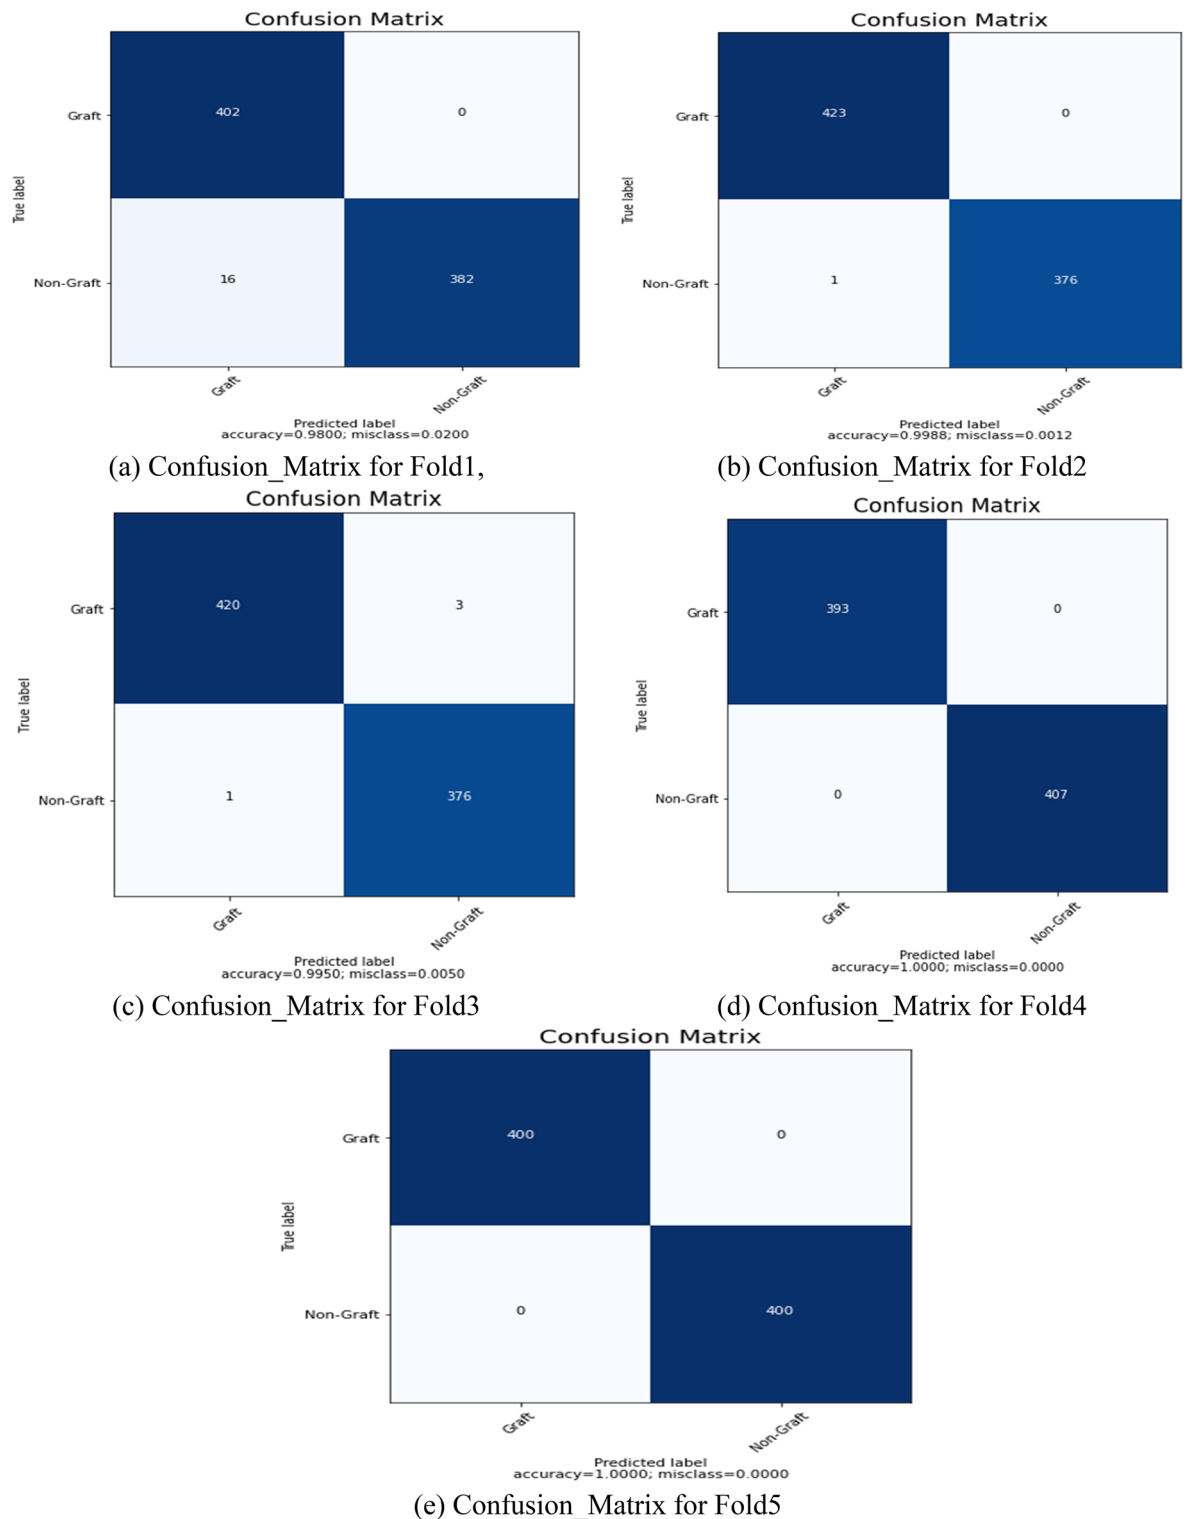 Confusion Matrix
Graft
402
0
True label
Non-Graft
16
382
Graft
Non-Graft
Predicted label
accuracy=0.9800; misclass=0.0200
(a) Confusion_Matrix for Fold1,
Confusion Matrix
Graft
423
0
True label
Non-Graft
1
376
Graft
Non-Graft
Predicted label
accuracy=0.9988; misclass=0.0012
(b) Confusion_Matrix for Fold2
Confusion Matrix
Graft
420
3
True label
Non-Graft
1
376
Graft
Non-Graft
Predicted label
accuracy=0.9950; misclass=0.0050
(c) Confusion_Matrix for Fold3
Confusion Matrix
Graft
393
0
True label
Non-Graft
0
407
Graft
Non-Graft
Predicted label
accuracy=1.0000; misclass=0.0000
(d) Confusion_Matrix for Fold4
Confusion Matrix
Graft
400
0
True label
Non-Graft
0
400
Graft
Non-Graft
Predicted label
accuracy=1.0000; misclass=0.0000
(e) Confusion_Matrix for Fold5